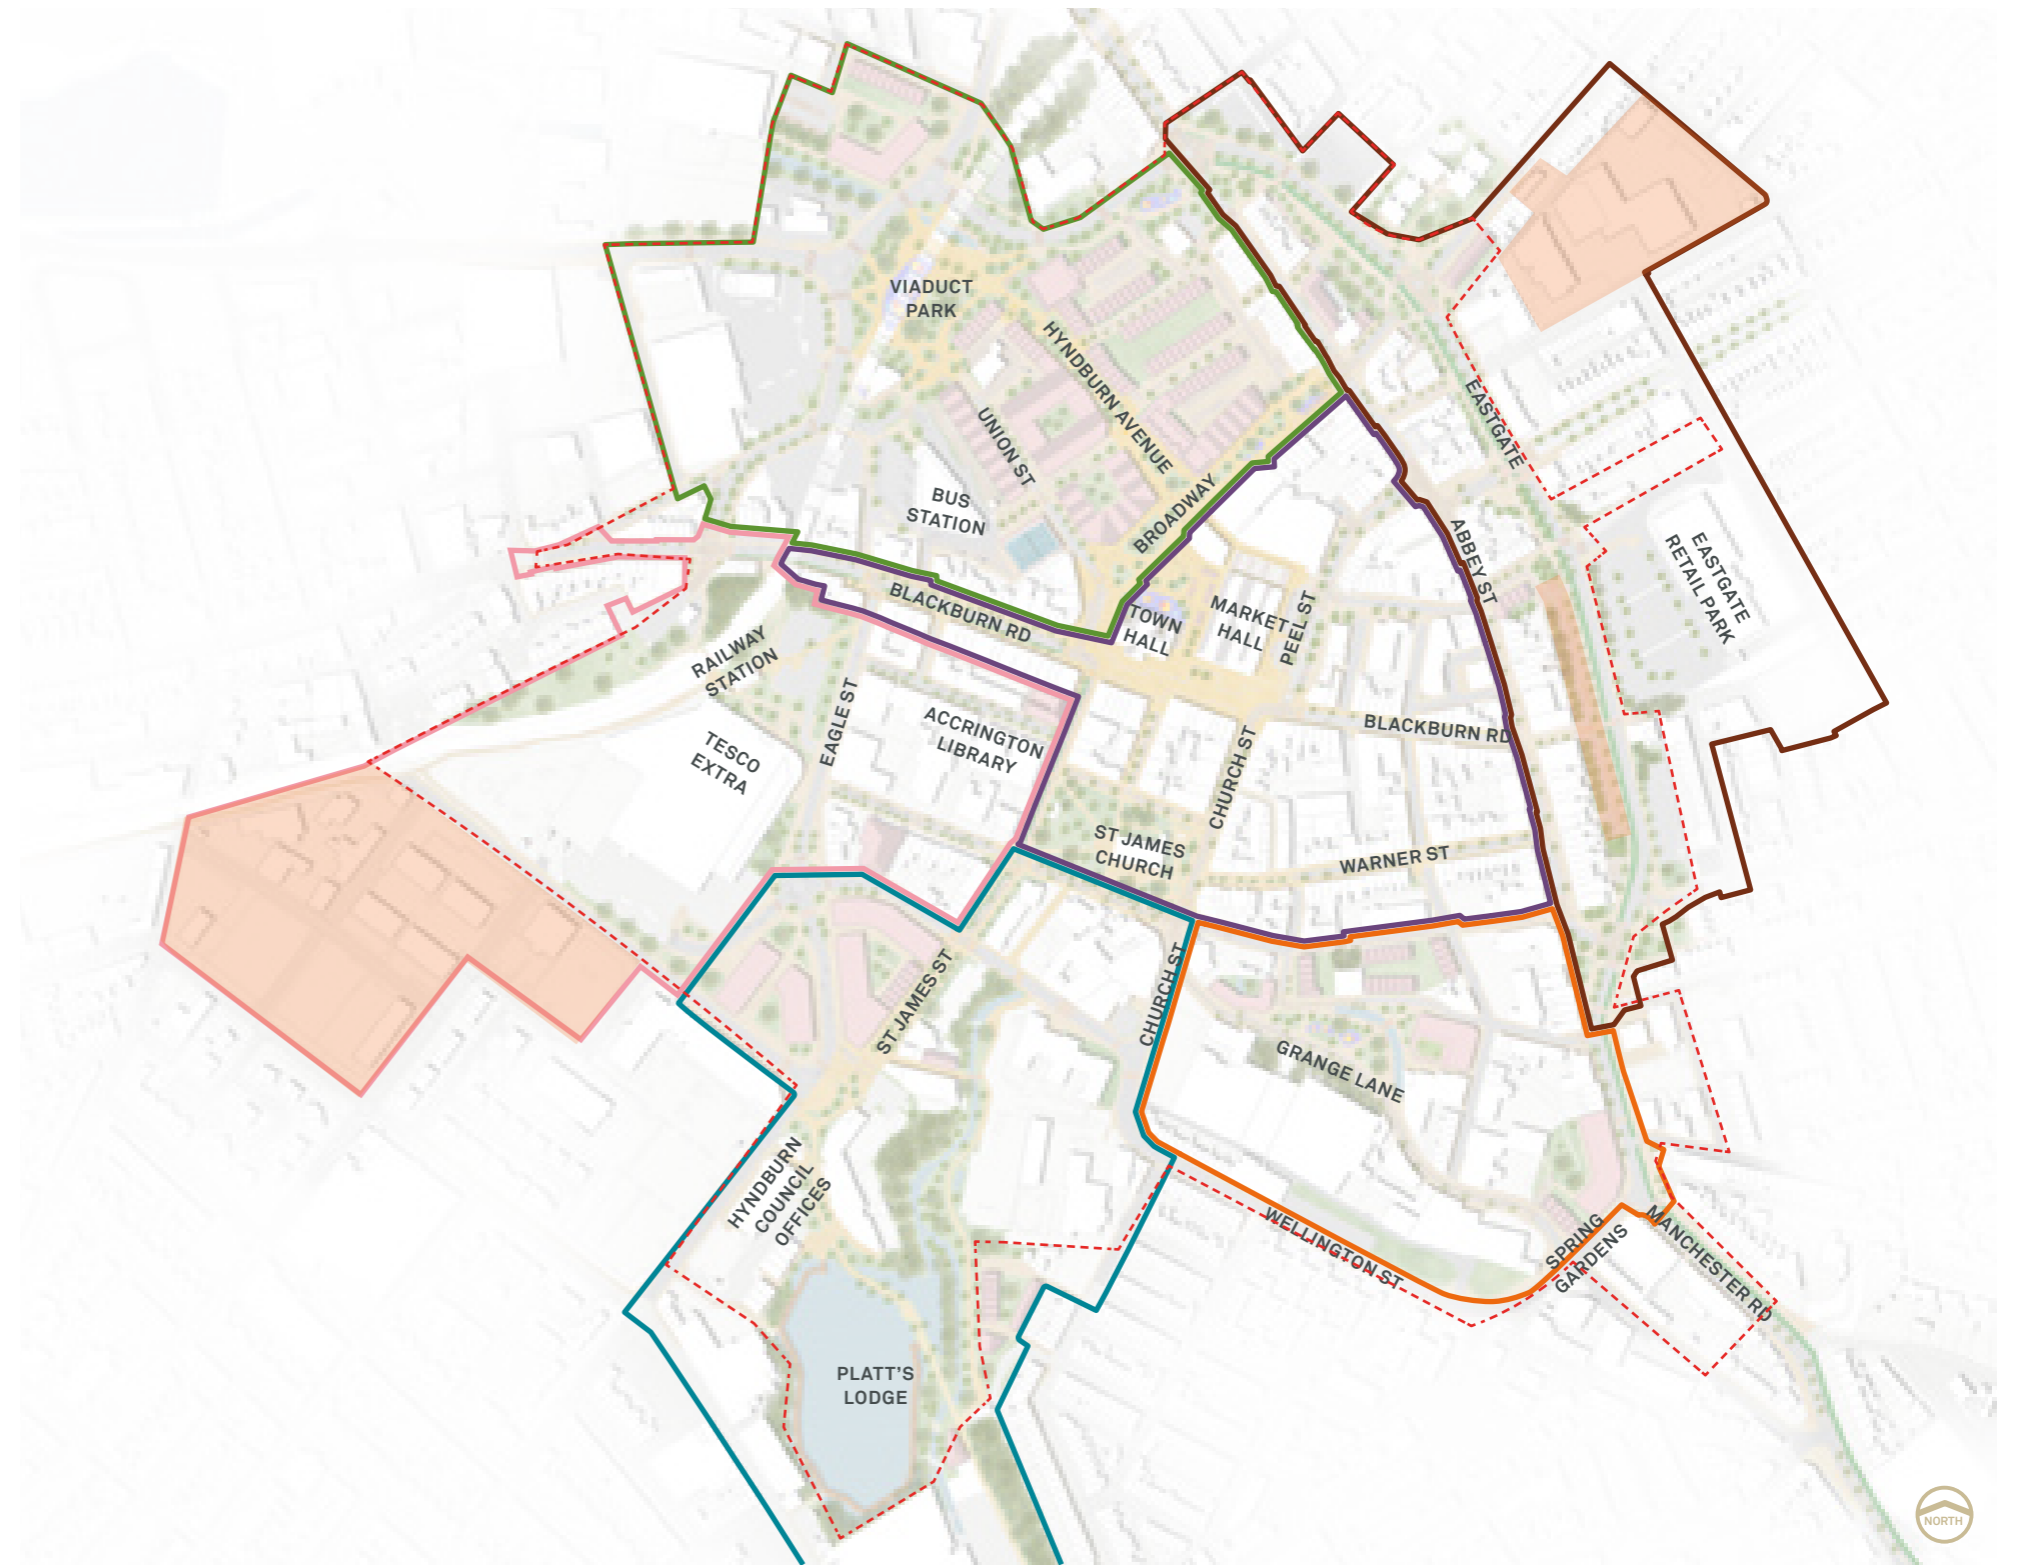 VIADUCT
PARK
HYNDBURN AVENUE
UNION ST
EASTGATE
BUS
STATION
BROADWAY
ABBEY ST
EASTGATE
RETAIL PARK
BLACKBURN RD
TOWN
HALL
MARKET
HALL
PEEL ST
RAILWAY
STATION
EAGLE ST
ACCRINGTON
LIBRARY
TESCO
EXTRA
BLACKBURN RD
CHURCH ST
ST JAMES
CHURCH
WARNER ST
ST JAMES ST
CHURCH ST
GRANGE LANE
HYNDBURN
COUNCIL
OFFICES
WELLINGTON ST
SPRING
GARDENS
MANCHESTER RD
PLATT'S
LODGE
NORTH